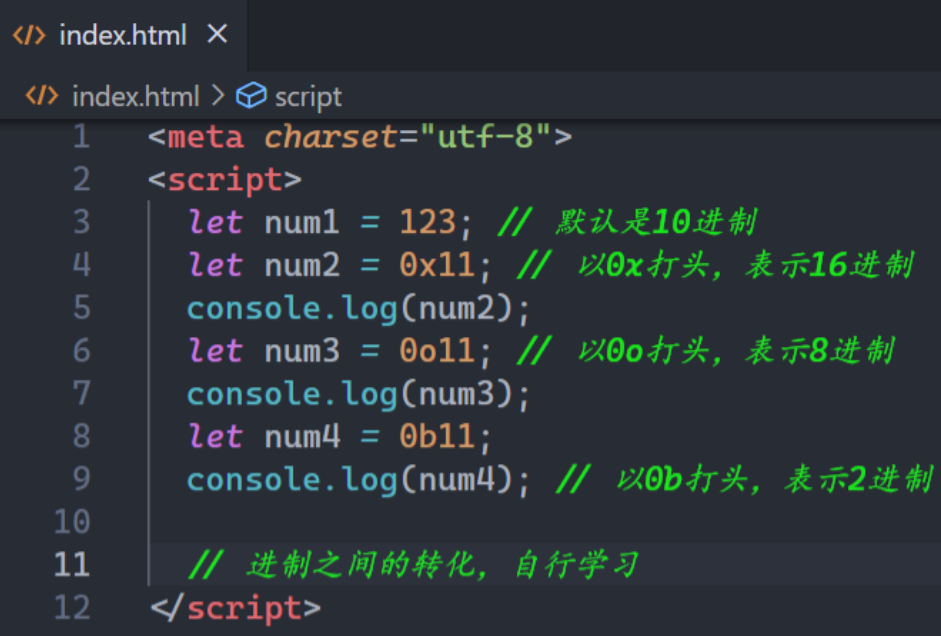 index.html ×
index.html > script
1 <meta charset="utf-8">
2 <script>
3 let num1 = 123; // 默认是10进制
4 let num2 = 0x11; // 以0x打头，表示16进制
5 console.log(num2);
6 let num3 = 0o11; // 以0o打头，表示8进制
7 console.log(num3);
8 let num4 = 0b11;
9 console.log(num4); // 以0b打头，表示2进制
10
11 // 进制之间的转化，自行学习
12 </script>